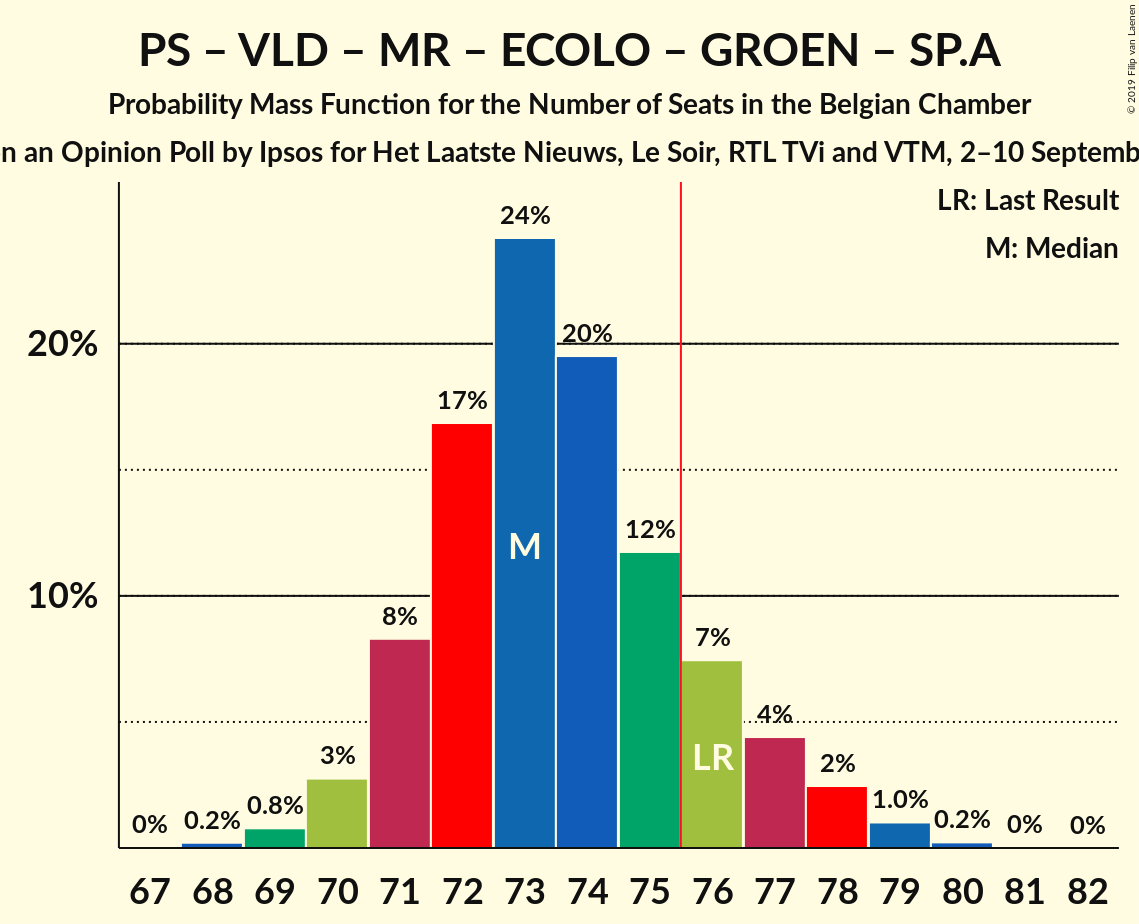 PS – VLD – MR – ECOLO – GROEN – SP.A
Probability Mass Function for the Number of Seats in the Belgian Chamber
an Opinion Poll by Ipsos for Het Laatste Nieuws, Le Soir, RTL TVi and VTM, 2–10
© 2019 Filip van Laenen
LR: Last Result
M: Median
20%
10%
0%
0.2%
0.8%
3%
8%
17%
24%
20%
12%
7%
4%
2%
1.0%
0.2%
0%
0%
M
LR
67 68 69 70 71 72 73 74 75 76 77 78 79 80 81 82